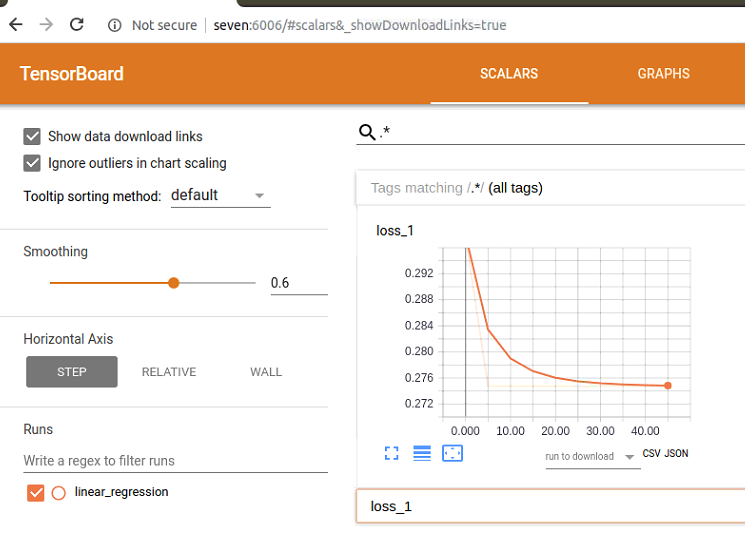 Not secure | seven:6006/#scalars&_showDownloadLinks=true
TensorBoard SCALARS GRAPHS
Show data download links
Ignore outliers in chart scaling
Tooltip sorting method: default
Smoothing
0.6
Horizontal Axis
STEP RELATIVE WALL
Runs
Write a regex to filter runs
linear_regression
.*
Tags matching /.*/ (all tags)
loss_1
0.292
0.288
0.284
0.280
0.276
0.272
0.000 10.00 20.00 30.00 40.00
run to download CSV JSON
loss_1